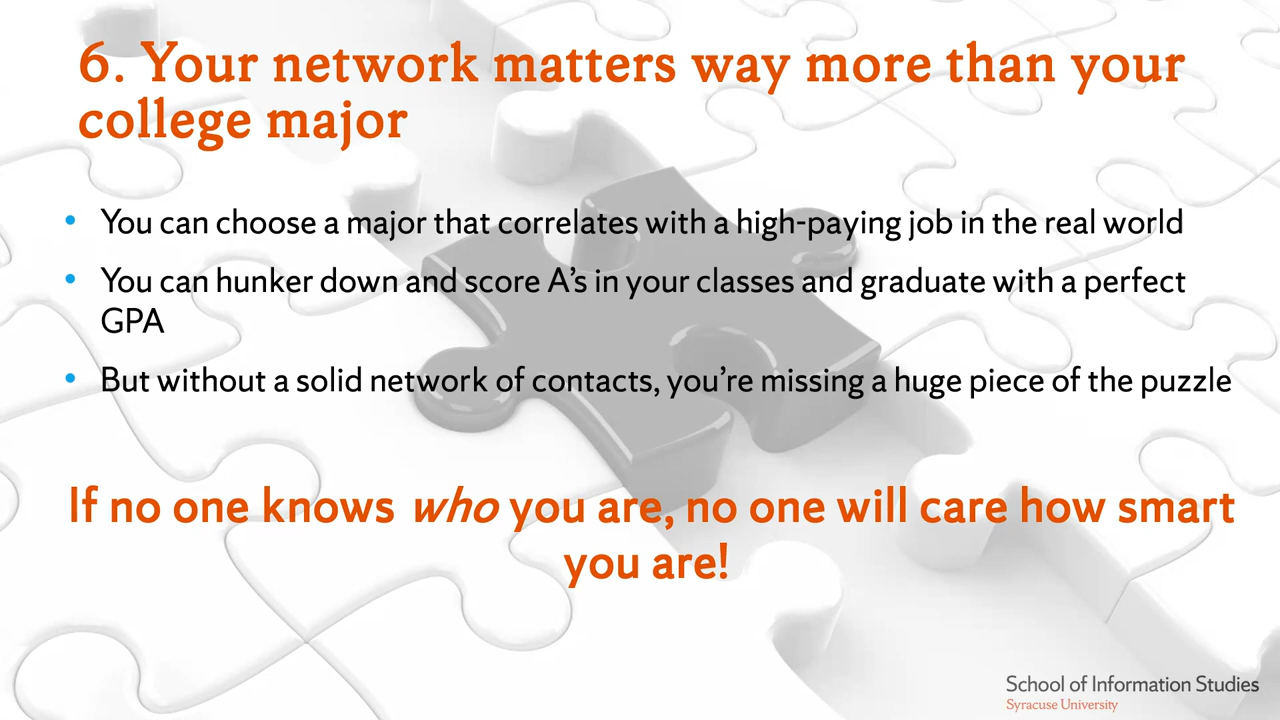 6. Your network matters way more than your
college major
• You can choose a major that correlates with a high-paying job in the real world
• You can hunker down and score A's in your classes and graduate with a perfect
GPA
• But without a solid network of contacts, you're missing a huge piece of the puzzle
If no one knows who you are, no one will care how smart
you are!
School of Information Studies
Syracuse University